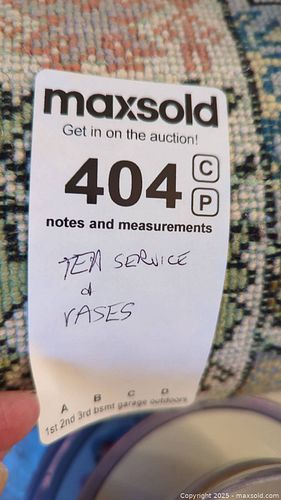 maxsold
Get in on the auction!
404 C
P
notes and measurements
TEA SERVICE
&
VASES
A B C D
1st 2nd 3rd bsmt garage outdoors
Copyright 2025 - maxsold.com